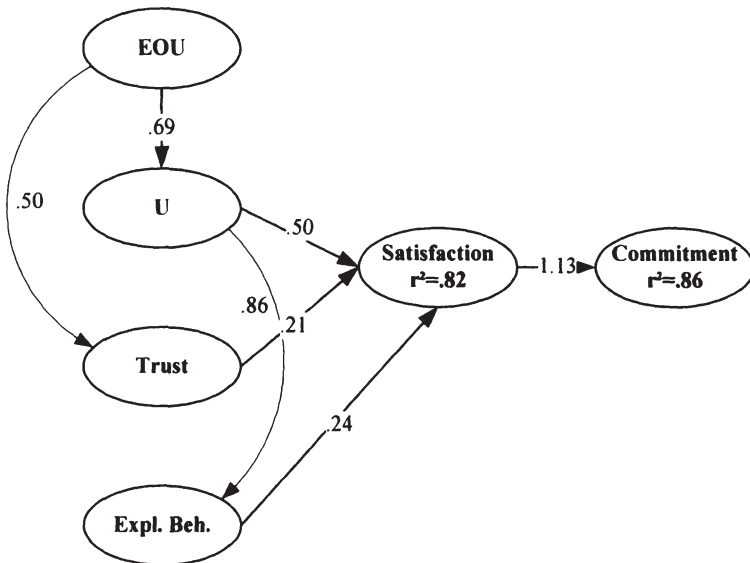 EOU
.69
.50
U
.50
Satisfaction
r²=.82
1.13
Commitment
r²=.86
.86
.21
Trust
.24
Expl. Beh.